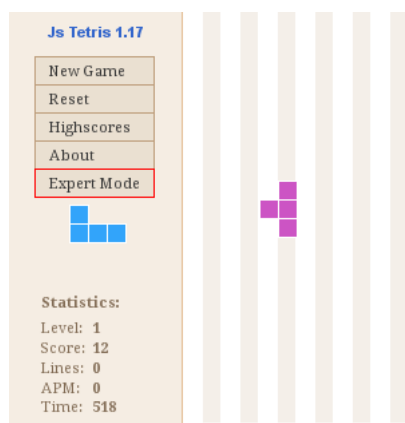 Js Tetris 1.17
New Game
Reset
Highscores
About
Expert Mode
Statistics:
Level: 1
Score: 12
Lines: 0
APM: 0
Time: 518